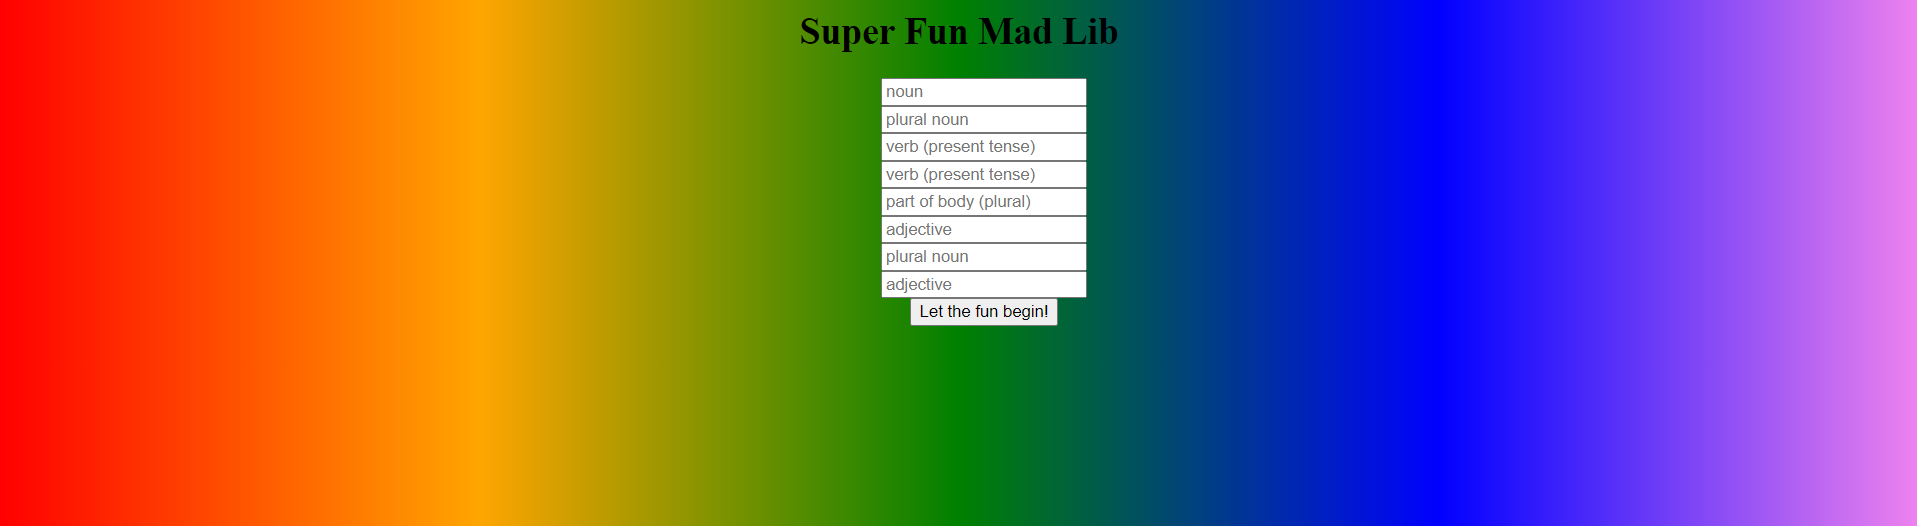 Super Fun Mad Lib
noun
plural noun
verb (present tense)
verb (present tense)
part of body (plural)
adjective
plural noun
adjective
Let the fun begin!